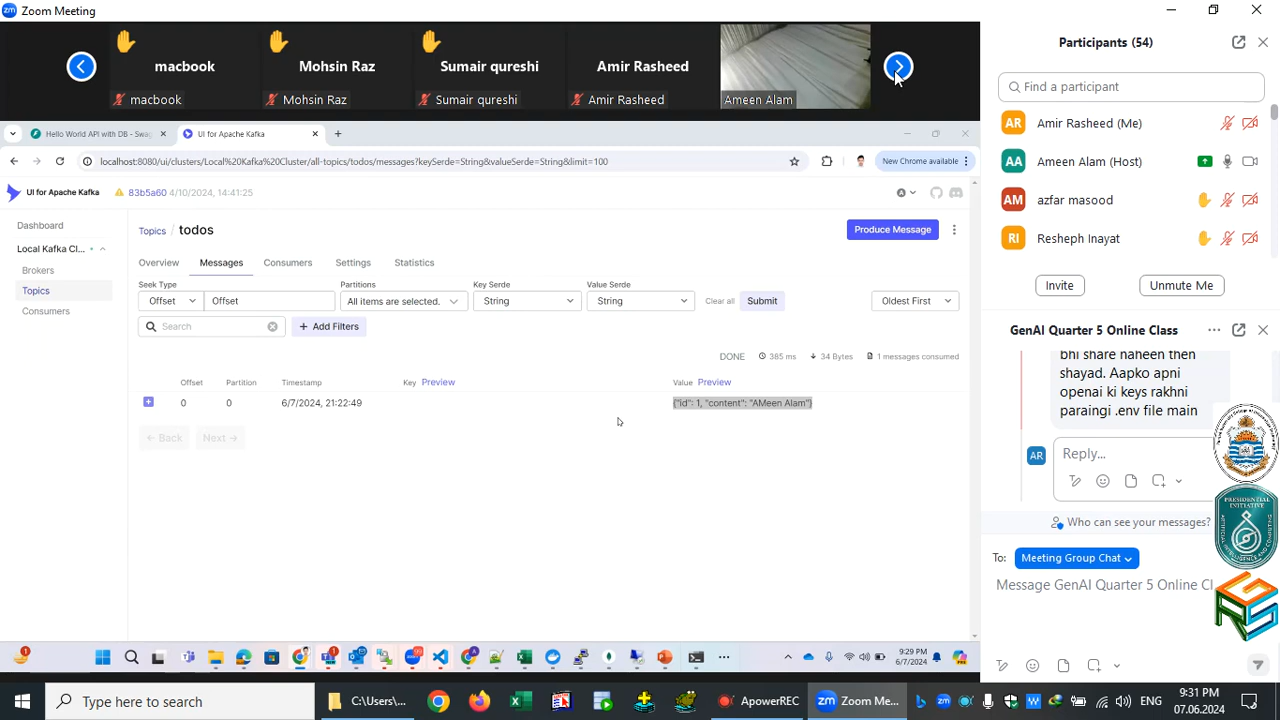 Zoom Meeting
macbook
Mohsin Raz
Sumair qureshi
Amir Rasheed
macbook
Mohsin Raz
Sumair qureshi
Amir Rasheed
Ameen Alam
Hello World API with DB - Swag
UI for Apache Kafka
localhost:8080/ui/clusters/Local%20Kafka%20Cluster/all-topics/todos/messages?keySerde=String&valueSerde=String&limit=100
New Chrome available
UI for Apache Kafka
83b5a60 4/10/2024, 14:41:25
Dashboard
Local Kafka Cl...
Brokers
Topics
Consumers
Topics / todos
Produce Message
Overview Messages Consumers Settings Statistics
Seek Type Partitions Key Serde Value Serde
Offset Offset All items are selected. String String Clear all Submit Oldest First
Search + Add Filters
DONE 385 ms 34 Bytes 1 messages consumed
Offset Partition Timestamp Key Preview Value Preview
0 0 6/7/2024, 21:22:49 {"id": 1, "content": "AMeen Alam"}
← Back Next →
9:29 PM
6/7/2024
Participants (54)
Find a participant
AR Amir Rasheed (Me)
AA Ameen Alam (Host)
AM azfar masood
RI Resheph Inayat
Invite Unmute Me
GenAI Quarter 5 Online Class
bhi share naheen then
shayad. Aapko apni
openai ki keys rakhni
paraingi .env file main
AR Reply...
Who can see your messages?
To: Meeting Group Chat
Message GenAI Quarter 5 Online Cl
Type here to search
C:\Users\...
ApowerREC
Zoom Me...
ENG
9:31 PM
07.06.2024